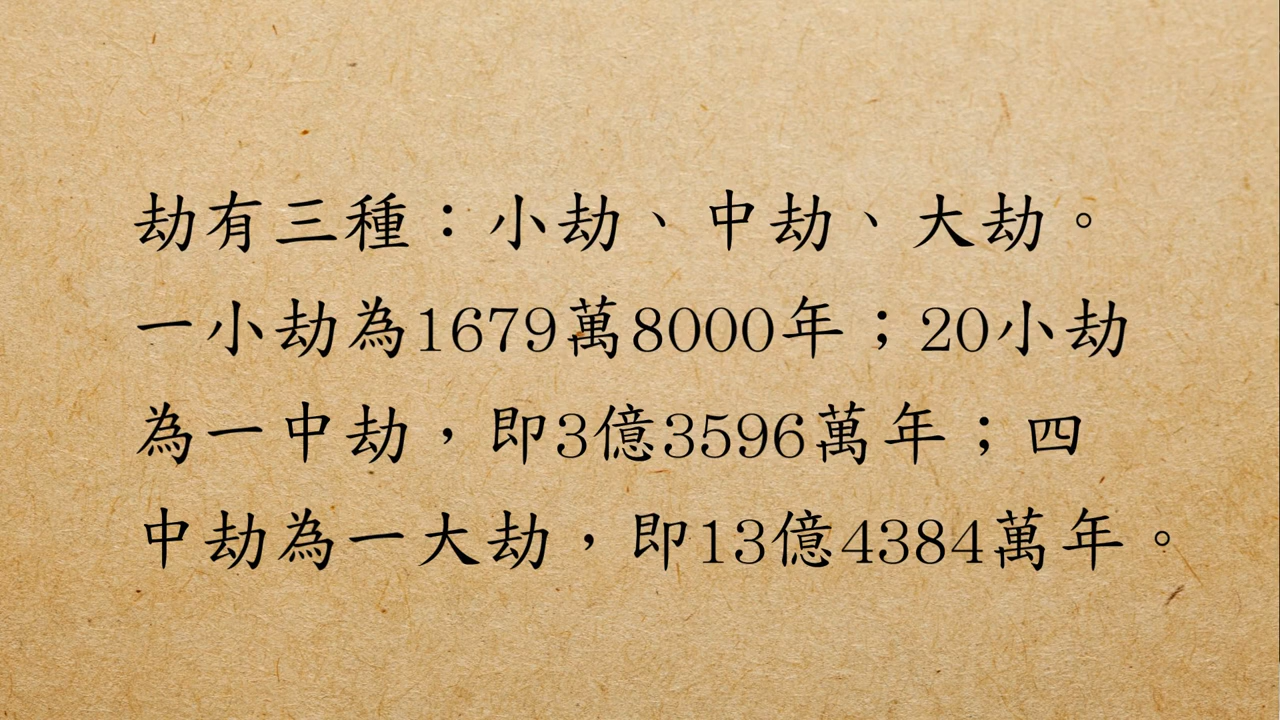 劫有三種：小劫、中劫、大劫。
一小劫為1679萬8000年；20小劫
為一中劫，即3億3596萬年；四
中劫為一大劫，即13億4384萬年。